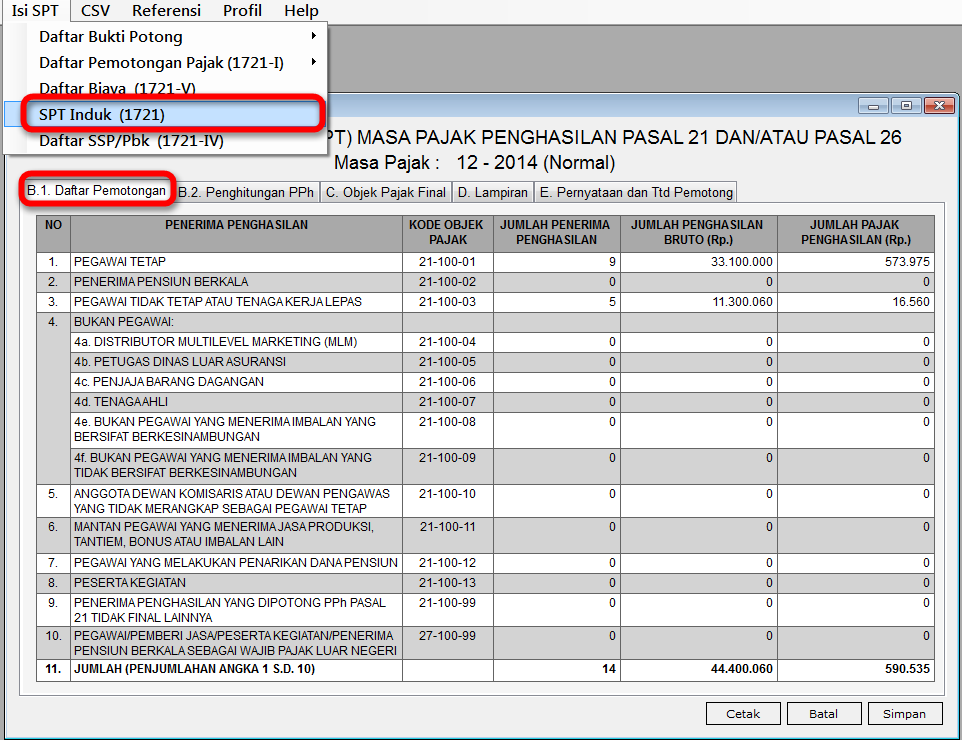 Isi SPT CSV Referensi Profil Help
Daftar Bukti Potong
Daftar Pemotongan Pajak (1721-I)
Daftar Biaya (1721-V)
SPT Induk (1721)
Daftar SSP/Pbk (1721-IV)
PT) MASA PAJAK PENGHASILAN PASAL 21 DAN/ATAU PASAL 26
Masa Pajak : 12 - 2014 (Normal)
B.1. Daftar Pemotongan B.2. Penghitungan PPh C. Objek Pajak Final D. Lampiran E. Pernyataan dan Ttd Pemotong
NO PENERIMA PENGHASILAN KODE OBJEK JUMLAH PENERIMA JUMLAH PENGHASILAN JUMLAH PAJAK
PAJAK PENGHASILAN BRUTO (Rp.) PENGHASILAN (Rp.)
1. PEGAWAI TETAP 21-100-01 9 33.100.000 573.975
2. PENERIMA PENSIUN BERKALA 21-100-02 0 0 0
3. PEGAWAI TIDAK TETAP ATAU TENAGA KERJA LEPAS 21-100-03 5 11.300.060 16.560
4. BUKAN PEGAWAI:
4a. DISTRIBUTOR MULTILEVEL MARKETING (MLM) 21-100-04 0 0 0
4b. PETUGAS DINAS LUAR ASURANSI 21-100-05 0 0 0
4c. PENJAJA BARANG DAGANGAN 21-100-06 0 0 0
4d. TENAGA AHLI 21-100-07 0 0 0
4e. BUKAN PEGAWAI YANG MENERIMA IMBALAN YANG 21-100-08 0 0 0
BERSIFAT BERKESINAMBUNGAN
4f. BUKAN PEGAWAI YANG MENERIMA IMBALAN YANG 21-100-09 0 0 0
TIDAK BERSIFAT BERKESINAMBUNGAN
5. ANGGOTA DEWAN KOMISARIS ATAU DEWAN PENGAWAS 21-100-10 0 0 0
YANG TIDAK MERANGKAP SEBAGAI PEGAWAI TETAP
6. MANTAN PEGAWAI YANG MENERIMA JASA PRODUKSI, 21-100-11 0 0 0
TANTIEM, BONUS ATAU IMBALAN LAIN
7. PEGAWAI YANG MELAKUKAN PENARIKAN DANA PENSIUN 21-100-12 0 0 0
8. PESERTA KEGIATAN 21-100-13 0 0 0
9. PENERIMA PENGHASILAN YANG DIPOTONG PPh PASAL 21-100-99 0 0 0
21 TIDAK FINAL LAINNYA
10. PEGAWAI/PEMBERI JASA/PESERTA KEGIATAN/PENERIMA 27-100-99 0 0 0
PENSIUN BERKALA SEBAGAI WAJIB PAJAK LUAR NEGERI
11. JUMLAH (PENJUMLAHAN ANGKA 1 S.D. 10) 14 44.400.060 590.535
Cetak Batal Simpan